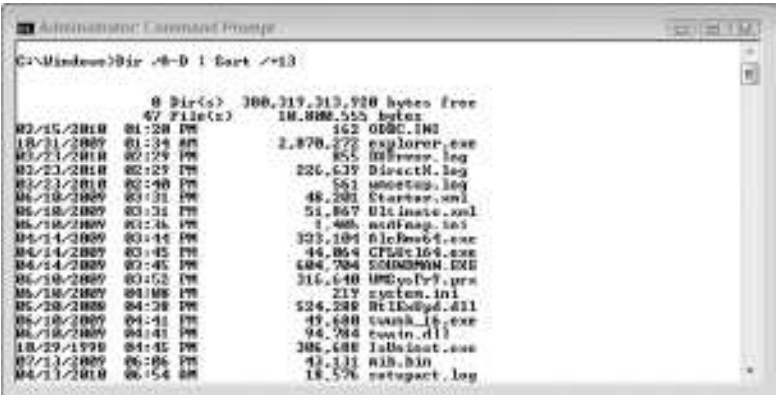 Administrator: Command Prompt
C:\Windows>Dir /A-D | Sort /+13
0 Dir(s) 380,319,313,920 bytes free
47 File(s) 10,800,555 bytes
02/15/2010 01:20 PM 162 ODBC.INI
10/31/2009 01:34 AM 2,870,272 explorer.exe
03/23/2010 02:29 PM 855 DXError.log
03/23/2010 02:29 PM 226,639 DirectX.log
03/23/2010 02:40 PM 561 wmsetup.log
06/10/2009 03:31 PM 48,201 Starter.xml
06/10/2009 03:31 PM 51,867 Ultimate.xml
06/10/2009 03:36 PM 1,405 msdfmap.ini
04/14/2009 03:44 PM 323,104 AlcRmv64.exe
04/14/2009 03:45 PM 44,064 CPLUtl64.exe
04/14/2009 03:45 PM 604,704 SOUNDMAN.EXE
06/10/2009 03:52 PM 316,640 WMSysPr9.prx
06/10/2009 04:08 PM 219 system.ini
05/20/2009 04:38 PM 524,288 RtlExUpd.dll
06/10/2009 04:41 PM 49,680 twunk_16.exe
06/10/2009 04:41 PM 94,784 twain.dll
10/29/1998 04:45 PM 306,688 IsUninst.exe
07/13/2009 06:06 PM 43,131 mib.bin
04/13/2010 06:54 AM 18,576 setupact.log